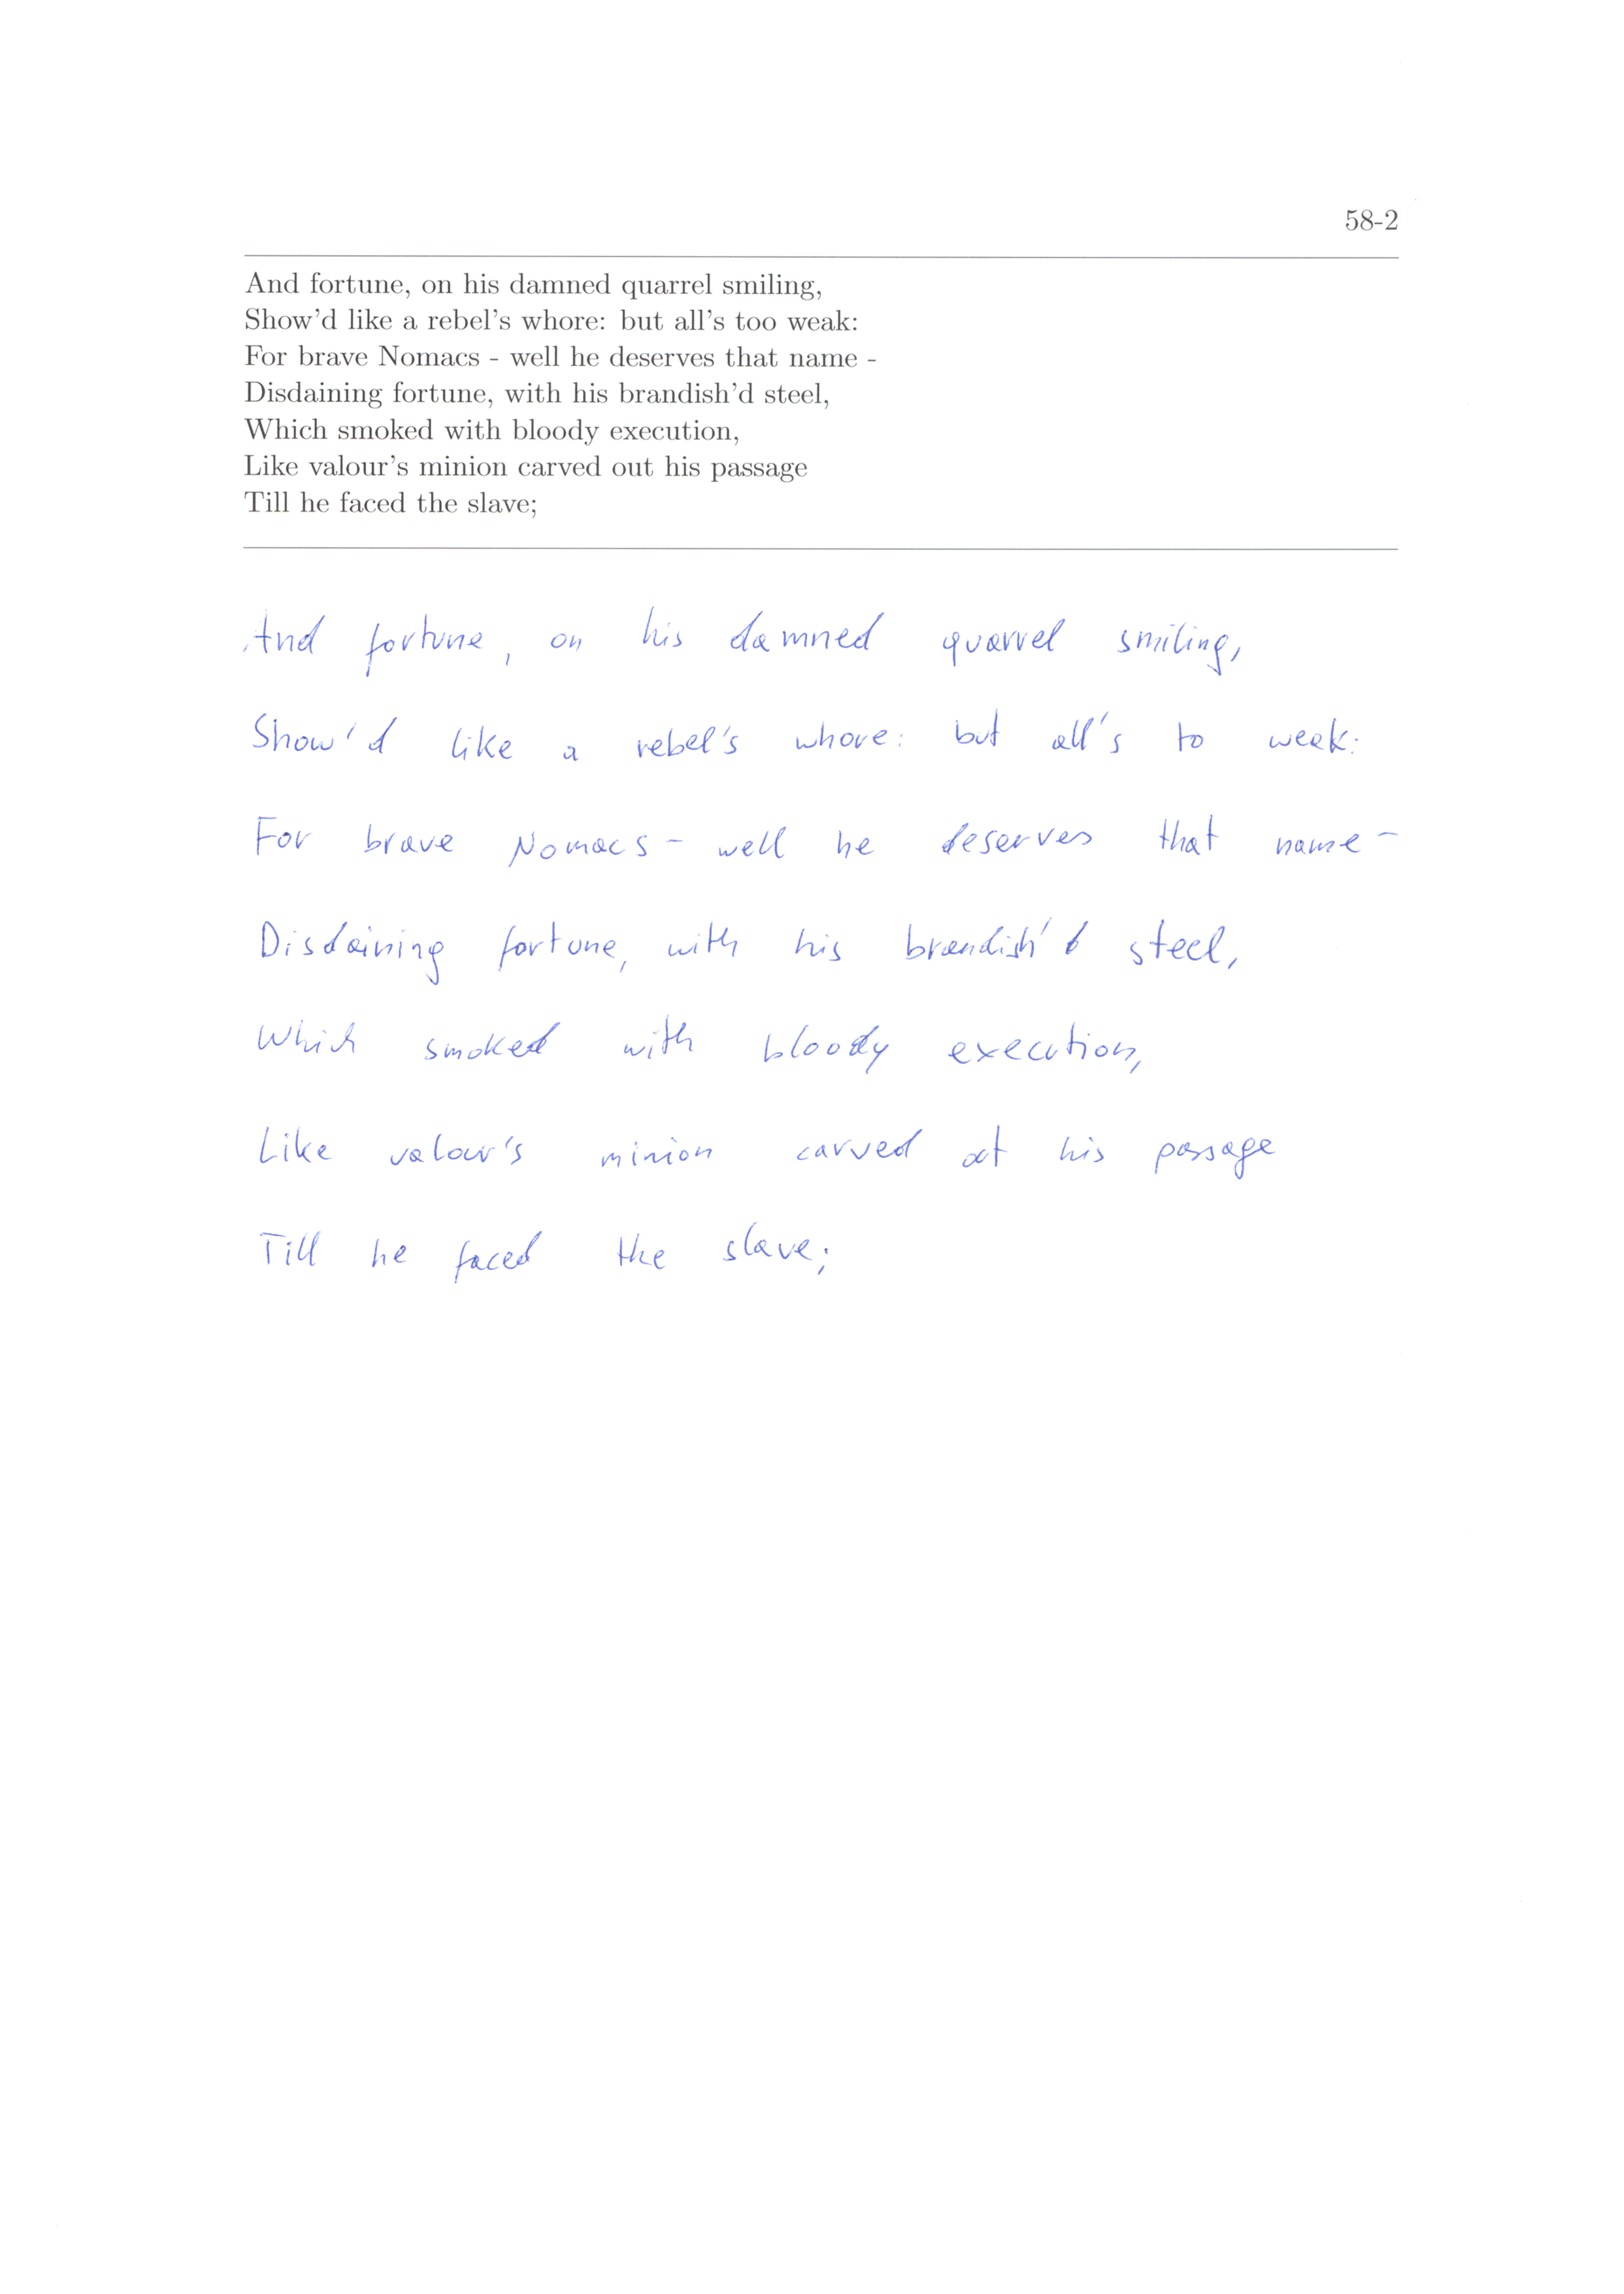 58-2
And fortune, on his damned quarrel smiling,
Show'd like a rebel's whore: but all's too weak:
For brave Nomacs - well he deserves that name -
Disdaining fortune, with his brandish'd steel,
Which smoked with bloody execution,
Like valour's minion carved out his passage
Till he faced the slave;
And fortune, on his damned quarrel smiling,
Show'd like a rebel's whore: but all's to weak:
For brave Nomacs - well he deserves that name -
Disdaining fortune, with his brandish'd steel,
Which smoked with bloody execution,
Like valour's minion carved out his passage
Till he faced the slave;